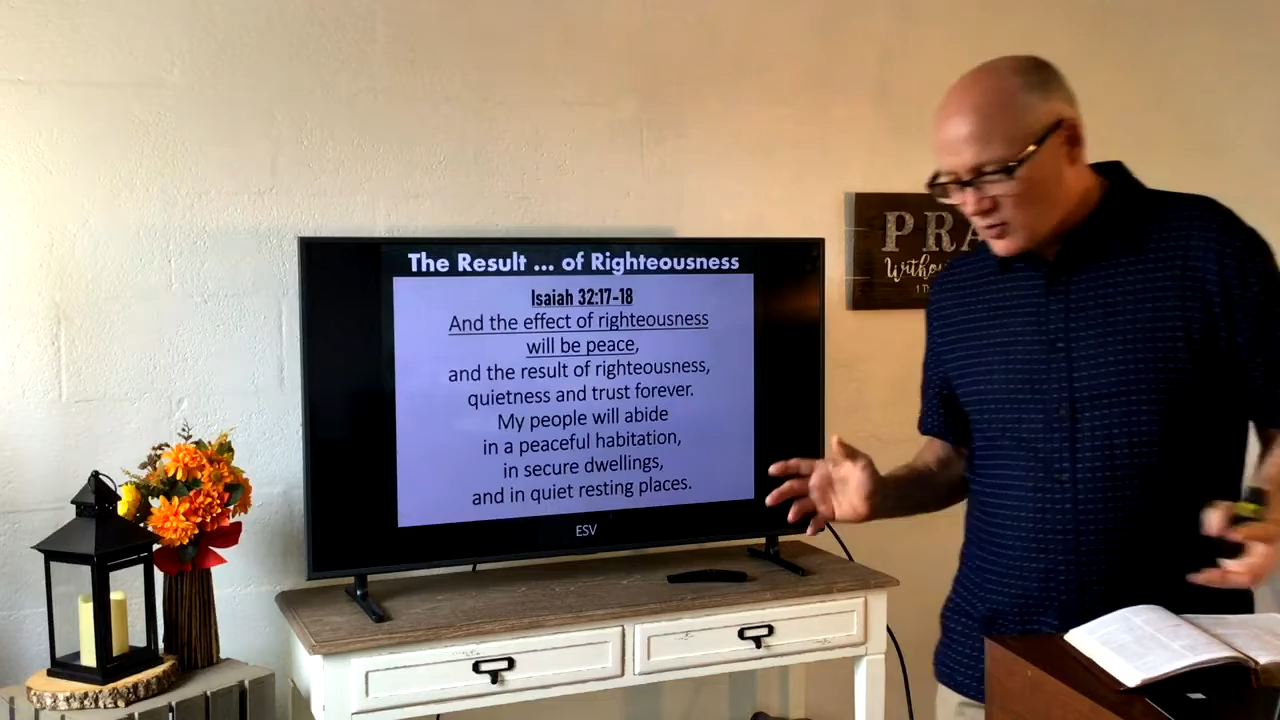 The Result ... of Righteousness
Isaiah 32:17-18
And the effect of righteousness
will be peace,
and the result of righteousness,
quietness and trust forever.
My people will abide
in a peaceful habitation,
in secure dwellings,
and in quiet resting places.
ESV